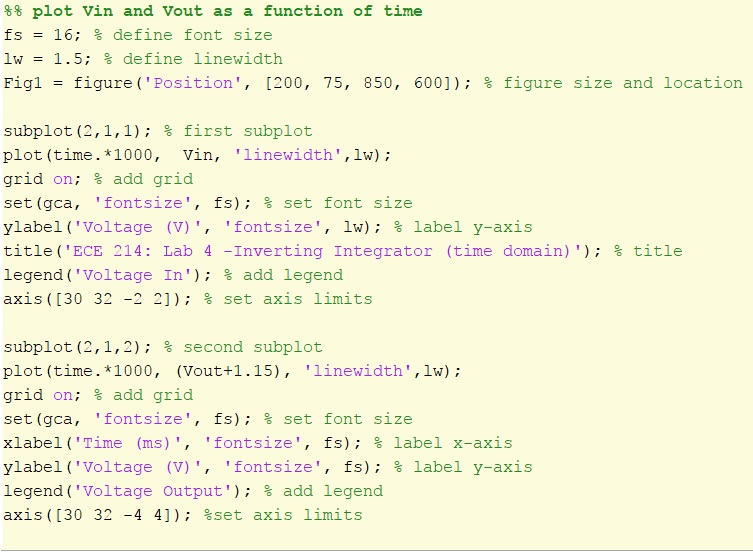 %% plot Vin and Vout as a function of time
fs = 16; % define font size
lw = 1.5; % define linewidth
Fig1 = figure('Position', [200, 75, 850, 600]); % figure size and location
subplot(2,1,1); % first subplot
plot(time.*1000,  Vin, 'linewidth',lw);
grid on; % add grid
set(gca, 'fontsize', fs); % set font size
ylabel('Voltage (V)', 'fontsize', lw); % label y-axis
title('ECE 214: Lab 4 -Inverting Integrator (time domain)'); % title
legend('Voltage In'); % add legend
axis([30 32 -2 2]); % set axis limits
subplot(2,1,2); % second subplot
plot(time.*1000, (Vout+1.15), 'linewidth',lw);
grid on; % add grid
set(gca, 'fontsize', fs); % set font size
xlabel('Time (ms)', 'fontsize', fs); % label x-axis
ylabel('Voltage (V)', 'fontsize', fs); % label y-axis
legend('Voltage Output'); % add legend
axis([30 32 -4 4]); %set axis limits